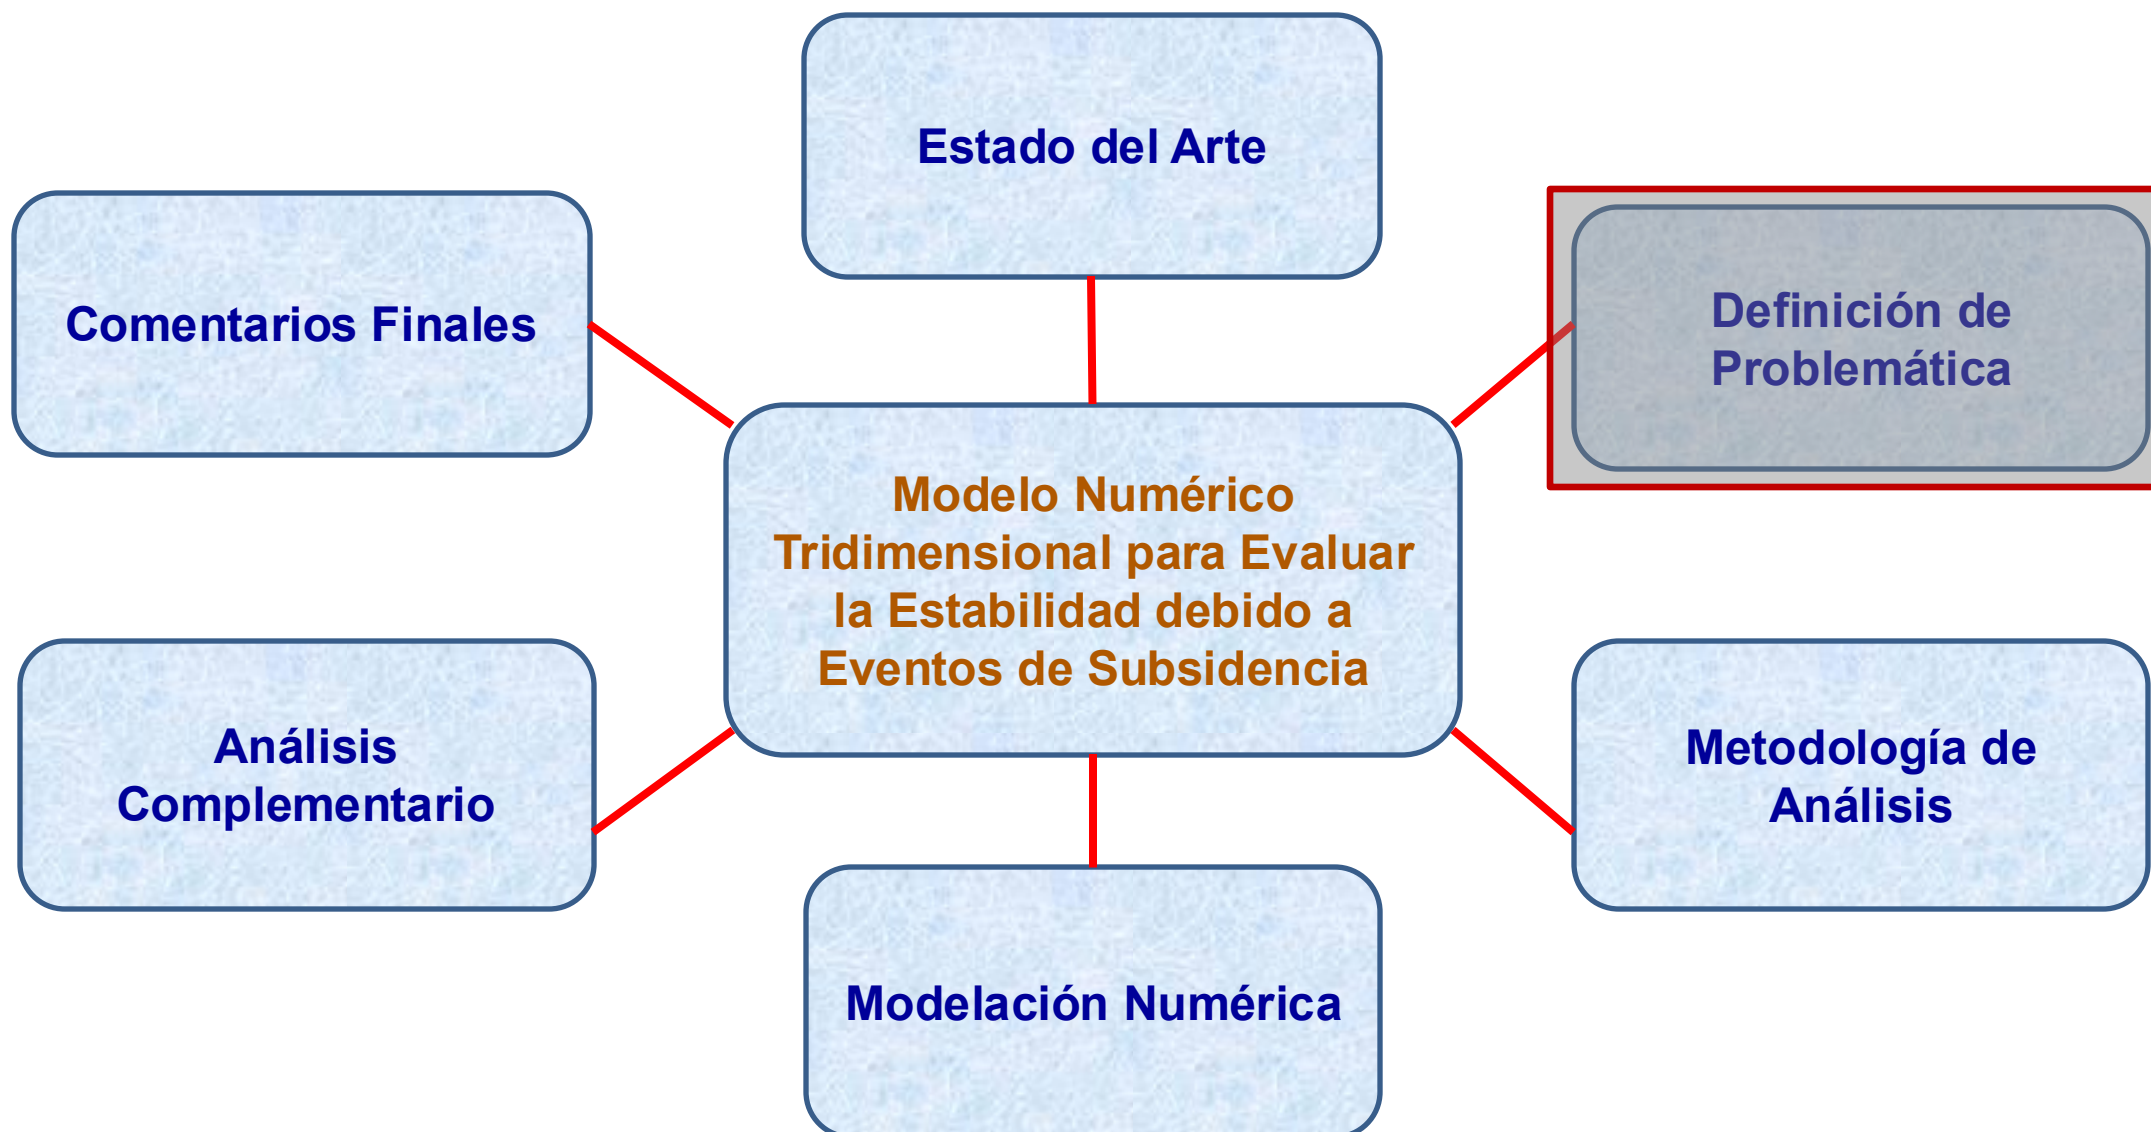 Estado del Arte
Comentarios Finales
Definición de
Problemática
Modelo Numérico
Tridimensional para Evaluar
la Estabilidad debido a
Eventos de Subsidencia
Análisis
Complementario
Metodología de
Análisis
Modelación Numérica